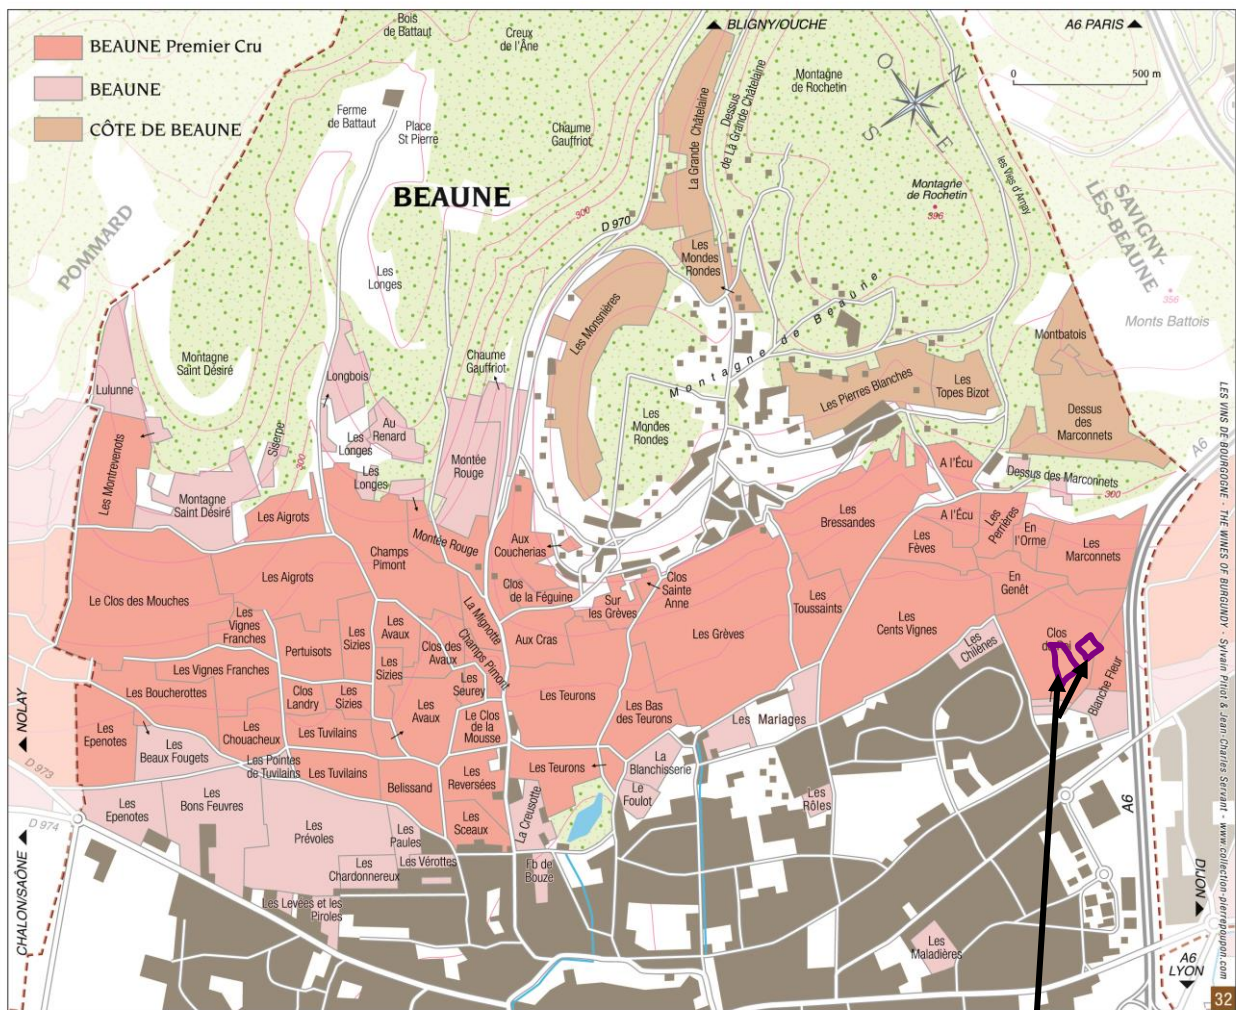 BEAUNE Premier Cru
BEAUNE
CÔTE DE BEAUNE
Bois
de Battaut
Creux
de l'Âne
BLIGNY/OUCHE
A6 PARIS
0
500 m
Ferme
de Battaut
Place
St Pierre
Chaume
Gauffriot
La Grande Châtelaine
Dessus
de La Grande Châtelaine
Montagne
de Rochetin
O
N
S
E
les Vies d'Arnay
BEAUNE
Montagne
de Rochetin
396
SAVIGNY-
LÈS-BEAUNE
POMMARD
300
D 970
Les
Mondes
Rondes
Les
Longes
356
Monts Battois
Les Monsnières
Montagne de Beaune
Montbatois
Montagne
Saint Désiré
Chaume
Gauffriot
Lulunne
Longbois
Les Pierres Blanches
Les
Topes Bizot
Les
Mondes
Rondes
Dessus
des
Marconnets
Au
Renard
Siserpe
Les
Longes
300
Les Montrevenots
Montée
Rouge
A6
A l'Écu
Dessus des Marconnets
300
Les
Longes
Montagne
Saint Désiré
Les Aigrots
Les
Bressandes
A l'Écu
Les
Perrières
En
l'Orme
Les
Marconnets
Montée Rouge
Aux
Coucherias
Les
Fèves
Champs
Pimont
Les Aigrots
Clos
de la Féguine
Clos
Sainte
Anne
En
Genêt
Le Clos des Mouches
Sur
les Grèves
Les
Toussaints
La Mignotte
Les
Vignes
Franches
Les
Sizies
Les
Avaux
Aux Cras
Les Grèves
Les
Cents Vignes
Les
Chilènes
Clos
Pertuisots
Clos des
Avaux
Champs Pimont
Les Vignes Franches
Les
Sizies
Les
Seurey
Les Teurons
Blanche Fleur
Les Boucherottes
Clos
Landry
Les
Sizies
Les
Avaux
Le Clos
de la
Mousse
Les Bas
des Teurons
Les Mariages
Les
Epenotes
Les
Chouacheux
Les Tuvilains
Les
Beaux Fougets
Les Pointes
de Tuvilains
Les Tuvilains
Belissand
Les
Reversées
Les Teurons
La
Blanchisserie
Le
Foulot
Les
Rôles
NOLAY
D 973
D 974
CHALON/SAÔNE
Les
Epenotes
Les
Bons Feuvres
Les
Prévoles
Les
Paules
Les
Sceaux
La Creusotte
Les
Chardonnereux
Les Vérottes
Fb de
Bouze
Les Levées et les
Piroles
Les
Maladières
A6
DIJON
A6
LYON
LES VINS DE BOURGOGNE - THE WINES OF BURGUNDY - Sylvain Pitiot & Jean-Charles Servant - www.collection-pierrepoupon.com
32